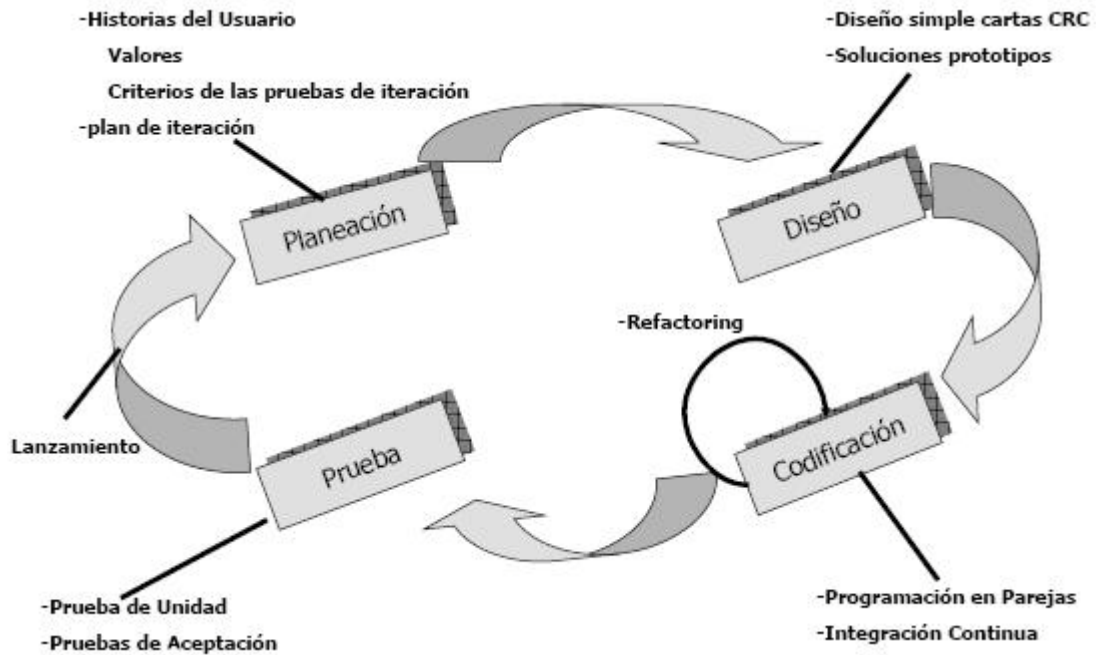 -Historias del Usuario
Valores
Criterios de las pruebas de iteración
-plan de iteración
-Diseño simple cartas CRC
-Soluciones prototipos
Planeación
Diseño
-Refactoring
Lanzamiento
Prueba
Codificación
-Prueba de Unidad
-Pruebas de Aceptación
-Programación en Parejas
-Integración Continua